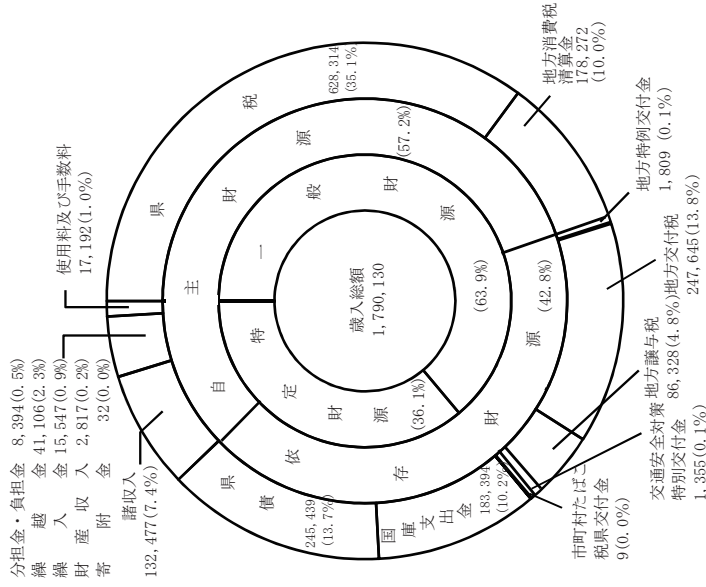 分担金・負担金 8,394(0.5%)
繰越金 41,106(2.3%)
繰入金 15,547(0.9%)
財産収入 2,817(0.2%)
寄附金 32(0.0%)
使用料及び手数料
17,192(1.0%)
諸収入
132,477(7.4%)
県税
628,314
(35.1%
地方消費税
清算金
178,272
(10.0%)
地方特例交付金
1,809 (0.1%)
地方交付税
247,645(13.8%)
地方譲与税
86,328(4.8%)
交通安全対策
特別交付金
1,355(0.1%)
市町村たばこ
税県交付金
9(0.0%)
国庫支出金
183,394
(10.2%)
県債
245,439
(13.7%)
自主財源
(57.2%)
依存財源
(42.8%)
一般財源
(63.9%)
特定財源
(36.1%)
歳入総額
1,790,130